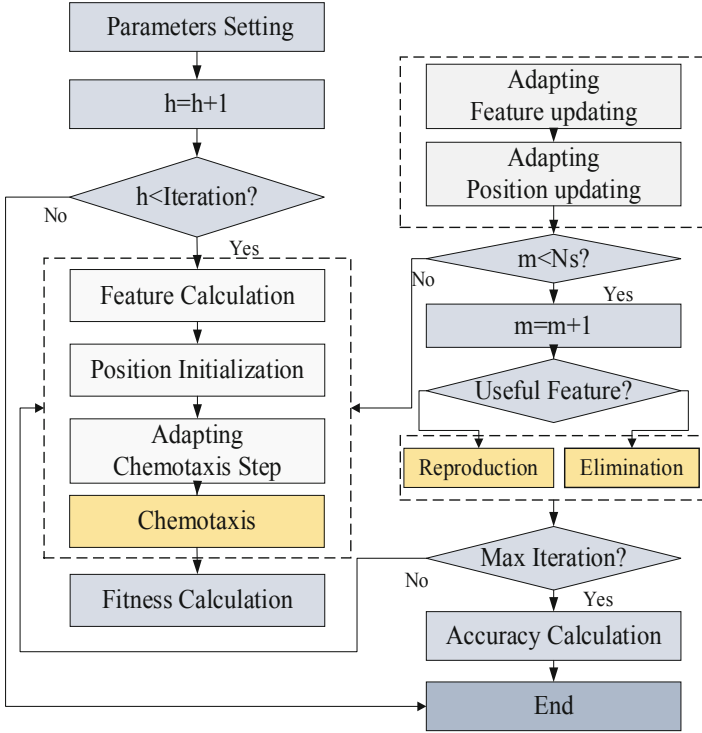 Parameters Setting
h=h+1
h<Iteration?
No
Yes
Feature Calculation
Position Initialization
Adapting
Chemotaxis Step
Chemotaxis
Fitness Calculation
Adapting
Feature updating
Adapting
Position updating
m<Ns?
No
Yes
m=m+1
Useful Feature?
Reproduction
Elimination
Max Iteration?
No
Yes
Accuracy Calculation
End